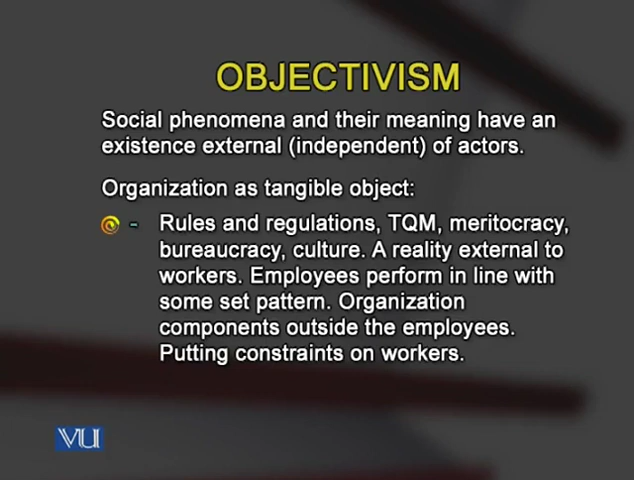 OBJECTIVISM
Social phenomena and their meaning have an
existence external (independent) of actors.
Organization as tangible object:
- Rules and regulations, TQM, meritocracy,
bureaucracy, culture. A reality external to
workers. Employees perform in line with
some set pattern. Organization
components outside the employees.
Putting constraints on workers.
VU